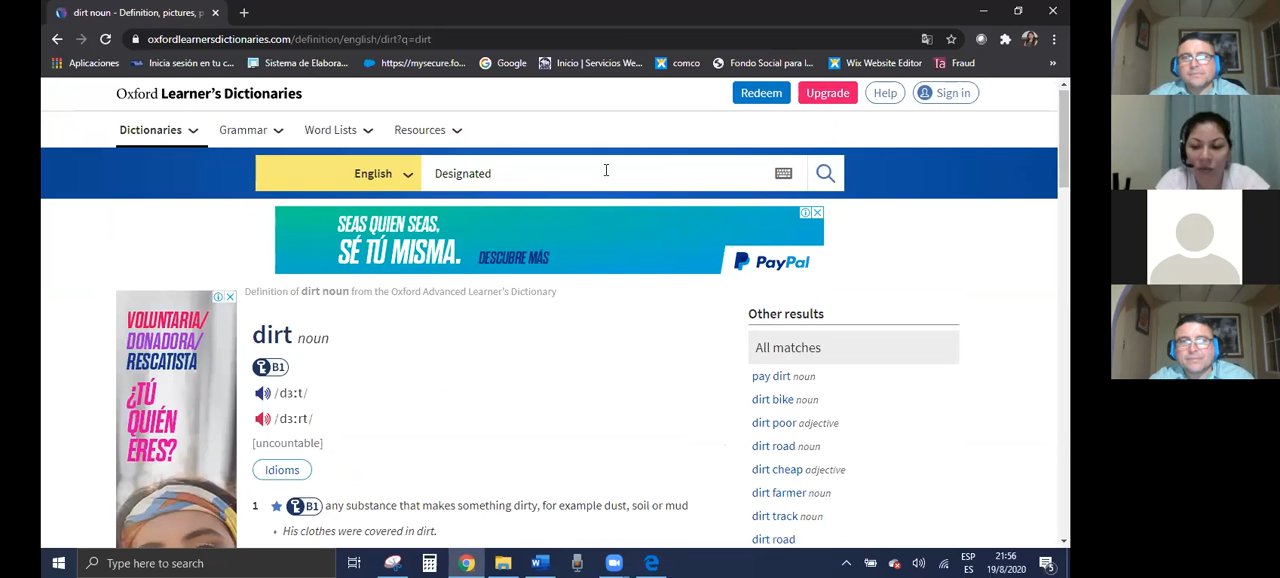 dirt noun - Definition, pictures, p
oxfordlearnersdictionaries.com/definition/english/dirt?q=dirt
Aplicaciones
Inicia sesión en tu c...
Sistema de Elabora...
https://mysecure.fo...
Google
Inicio | Servicios We...
comco
Fondo Social para l...
Wix Website Editor
Ta Fraud
Oxford Learner's Dictionaries
Redeem
Upgrade
Help
Sign in
Dictionaries
Grammar
Word Lists
Resources
English
Designated
SEAS QUIEN SEAS,
SÉ TÚ MISMA.
DESCUBRE MÁS
PayPal
Definition of dirt noun from the Oxford Advanced Learner's Dictionary
VOLUNTARIA/
DONADORA/
RESCATISTA
¿TÚ
QUIÉN
ERES?
dirt noun
B1
/dɜːt/
/dɜːrt/
[uncountable]
Idioms
1 B1 any substance that makes something dirty, for example dust, soil or mud
• His clothes were covered in dirt.
Other results
All matches
pay dirt noun
dirt bike noun
dirt poor adjective
dirt road noun
dirt cheap adjective
dirt farmer noun
dirt track noun
dirt road
Type here to search
ESP
ES
21:56
19/8/2020
5